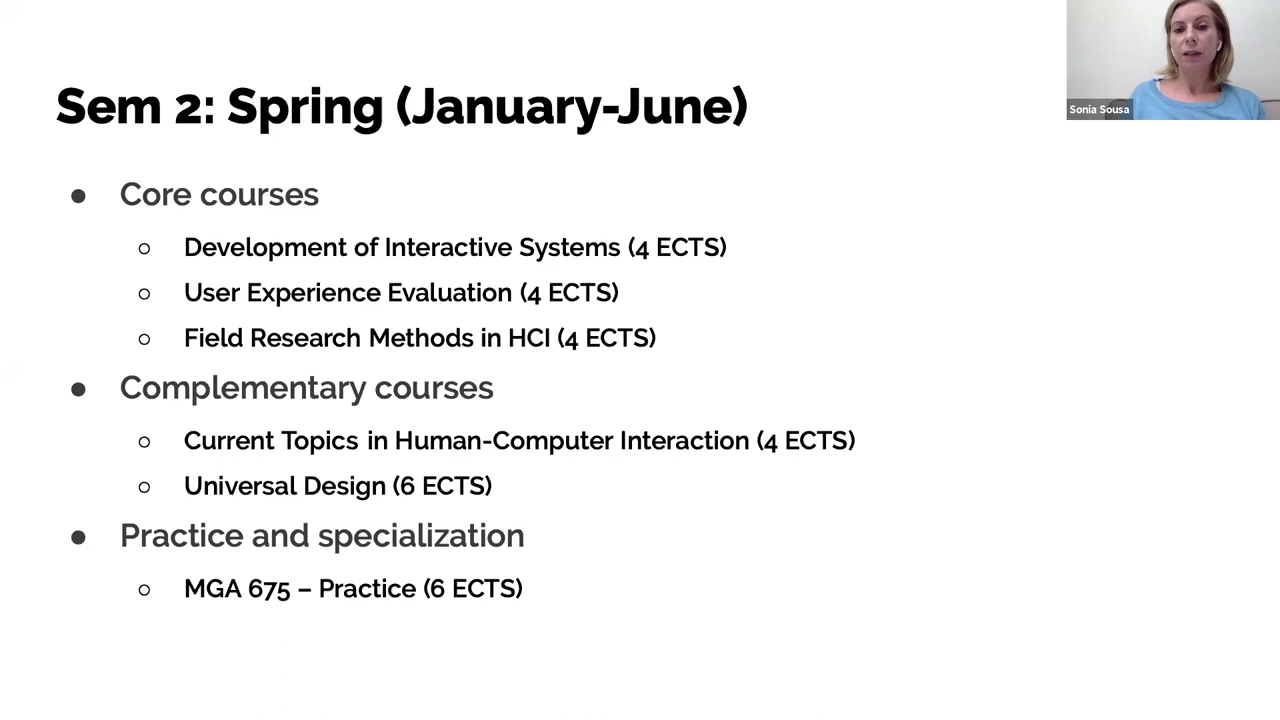 Sem 2: Spring (January-June)
Sonia Sousa
● Core courses
○ Development of Interactive Systems (4 ECTS)
○ User Experience Evaluation (4 ECTS)
○ Field Research Methods in HCI (4 ECTS)
● Complementary courses
○ Current Topics in Human-Computer Interaction (4 ECTS)
○ Universal Design (6 ECTS)
● Practice and specialization
○ MGA 675 – Practice (6 ECTS)